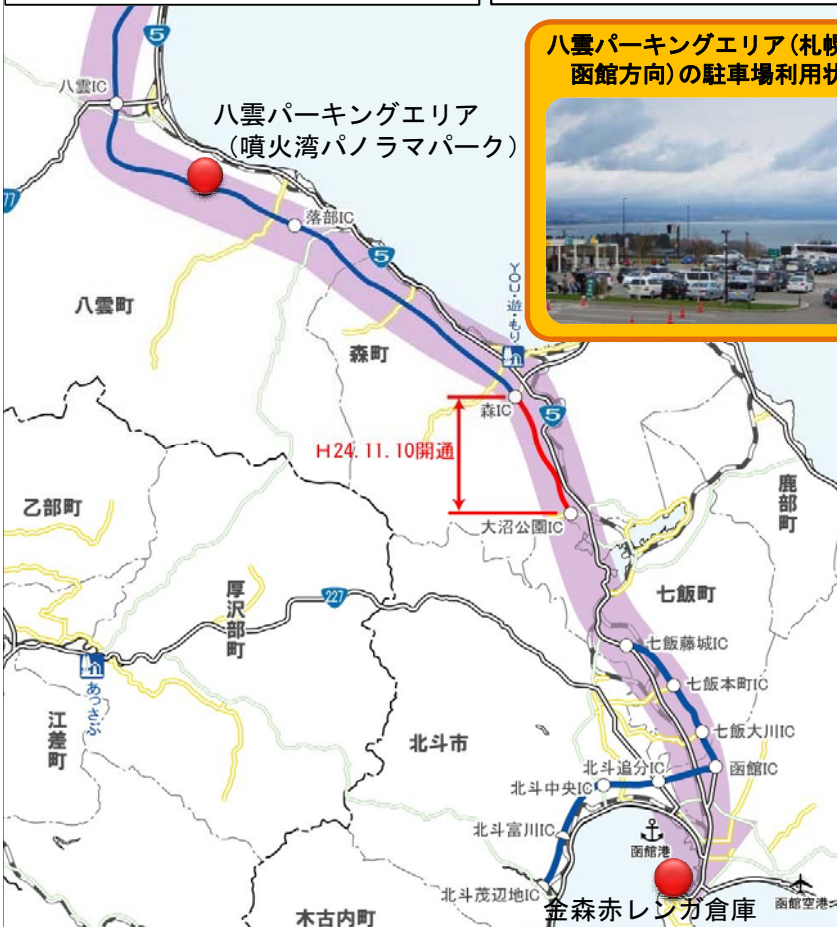 5
八雲パーキングエリア(札幌
函館方向)の駐車場利用状
八雲IC
八雲パーキングエリア
(噴火湾パノラマパーク)
77
落部IC
5
八雲町
YOU・遊・もり
森町
森IC
5
H24.11.10開通
鹿部町
乙部町
大沼公園IC
厚沢部町
227
七飯町
七飯藤城IC
あっさぶ
七飯本町IC
江差町
北斗市
七飯大川IC
北斗追分IC
函館IC
北斗中央IC
北斗富川IC
函館港
北斗茂辺地IC
函館空港
金森赤レンガ倉庫
木古内町